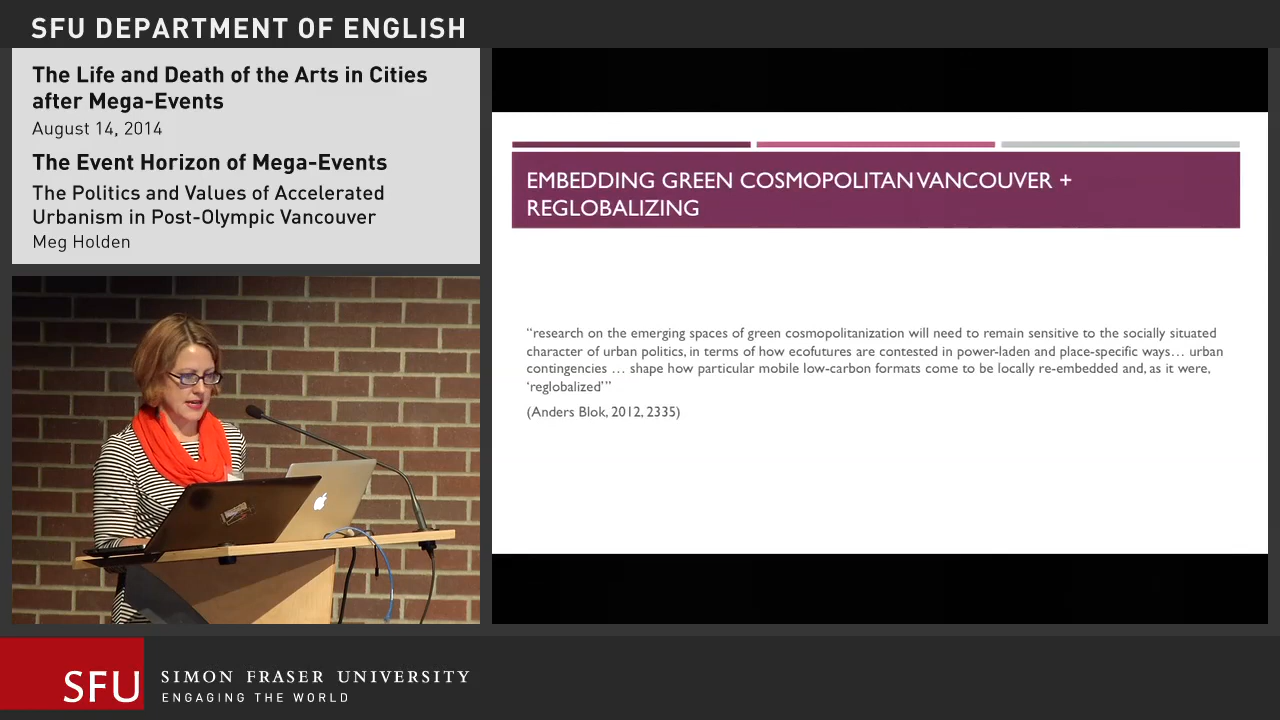 SFU DEPARTMENT OF ENGLISH
The Life and Death of the Arts in Cities
after Mega-Events
August 14, 2014
The Event Horizon of Mega-Events
The Politics and Values of Accelerated
Urbanism in Post-Olympic Vancouver
Meg Holden
EMBEDDING GREEN COSMOPOLITAN VANCOUVER +
REGLOBALIZING
“research on the emerging spaces of green cosmopolitanization will need to remain sensitive to the socially situated
character of urban politics, in terms of how ecofutures are contested in power-laden and place-specific ways… urban
contingencies … shape how particular mobile low-carbon formats come to be locally re-embedded and, as it were,
‘reglobalized’”
(Anders Blok, 2012, 2335)
SFU
SIMON FRASER UNIVERSITY
ENGAGING THE WORLD